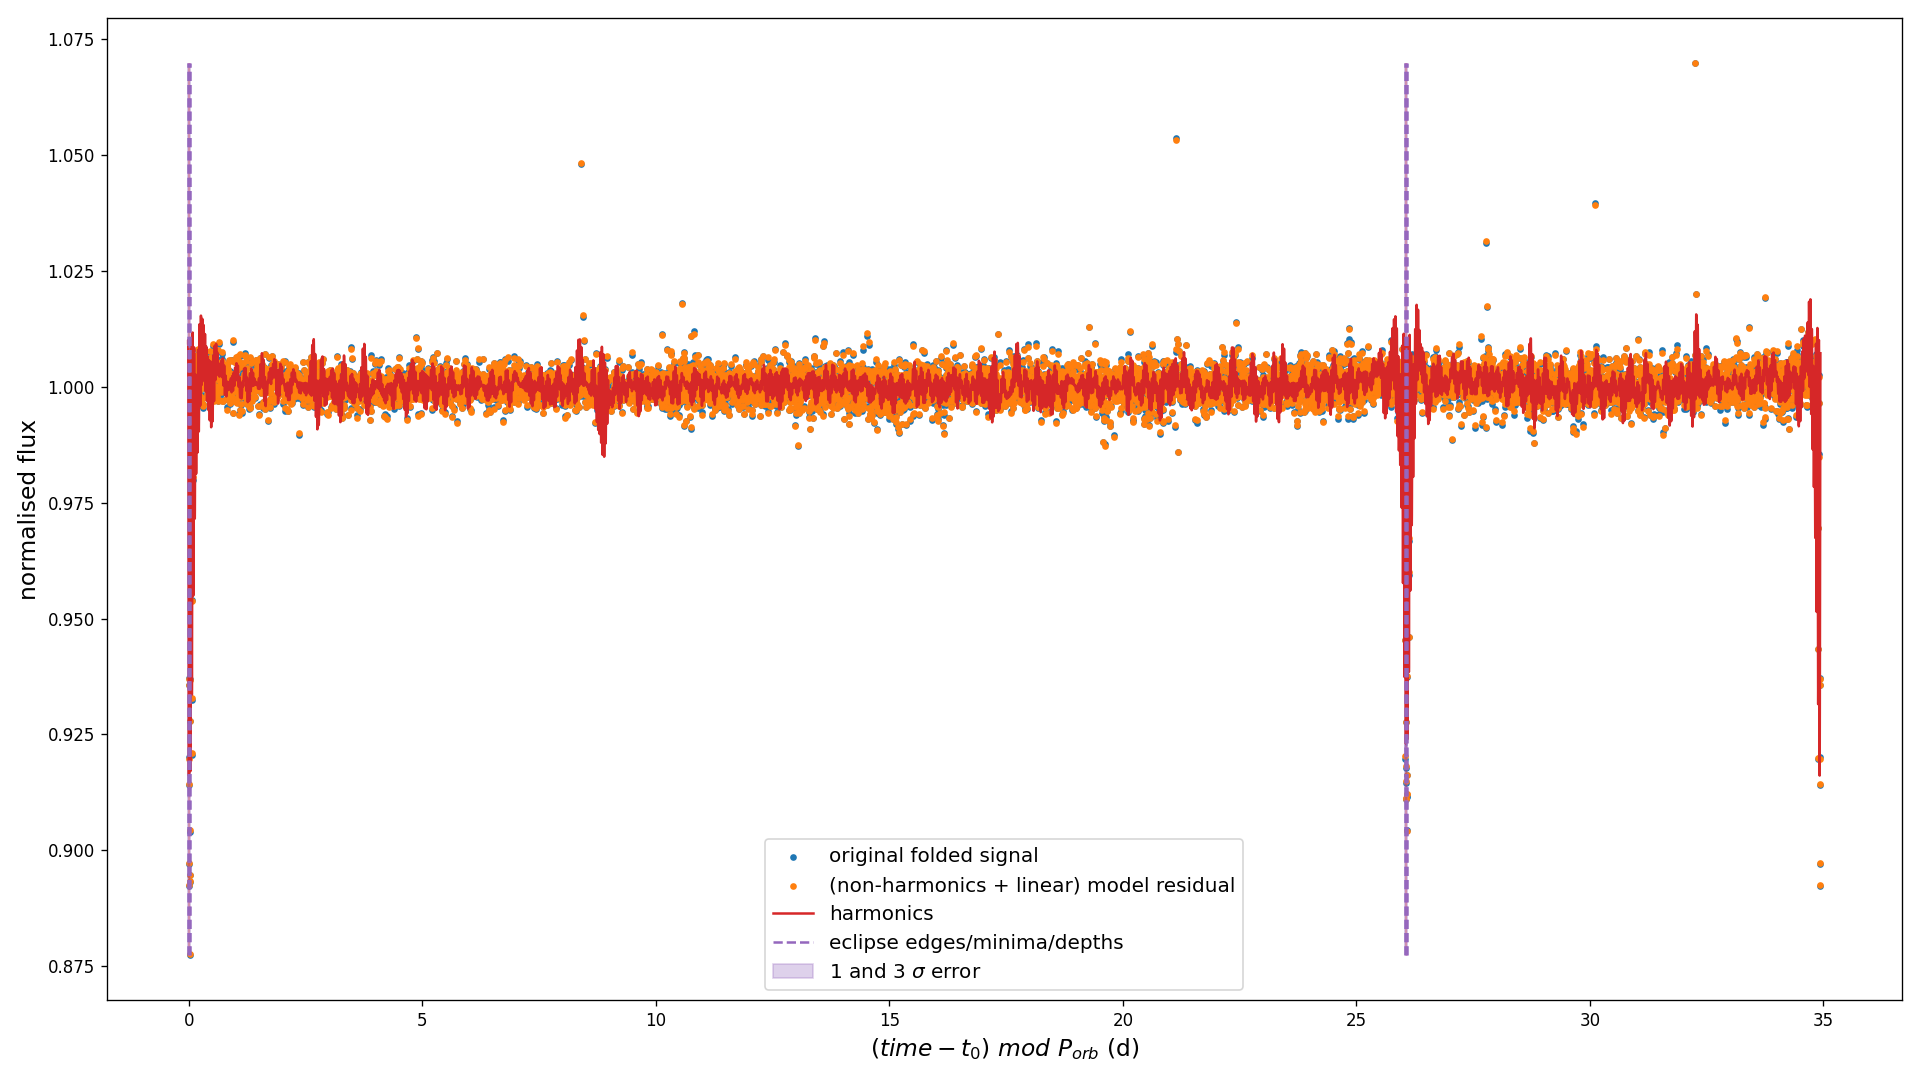 1.075
1.050
1.025
1.000
0.975
0.950
0.925
0.900
0.875
normalised flux
original folded signal
(non-harmonics + linear) model residual
harmonics
eclipse edges/minima/depths
1 and 3 σ error
0 5 10 15 20 25 30 35
(time − t₀) mod Pₒᵣb (d)